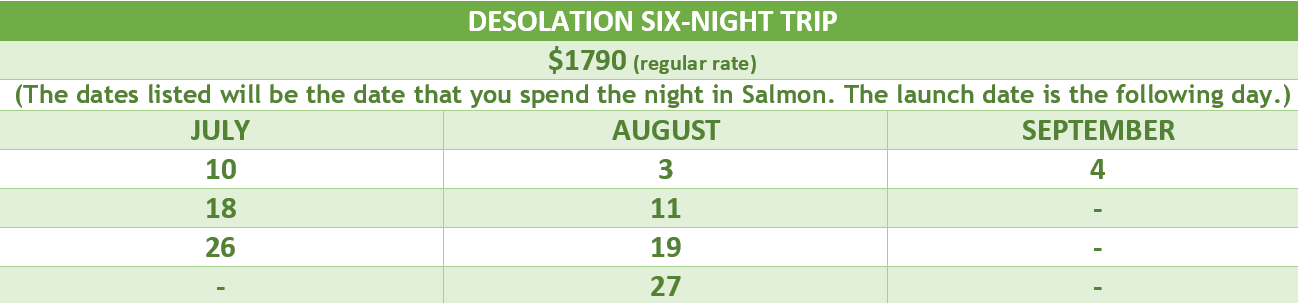 DESOLATION SIX-NIGHT TRIP
$1790 (regular rate)
(The dates listed will be the date that you spend the night in Salmon. The launch date is the following day.)
JULY AUGUST SEPTEMBER
10 3 4
18 11 -
26 19 -
- 27 -